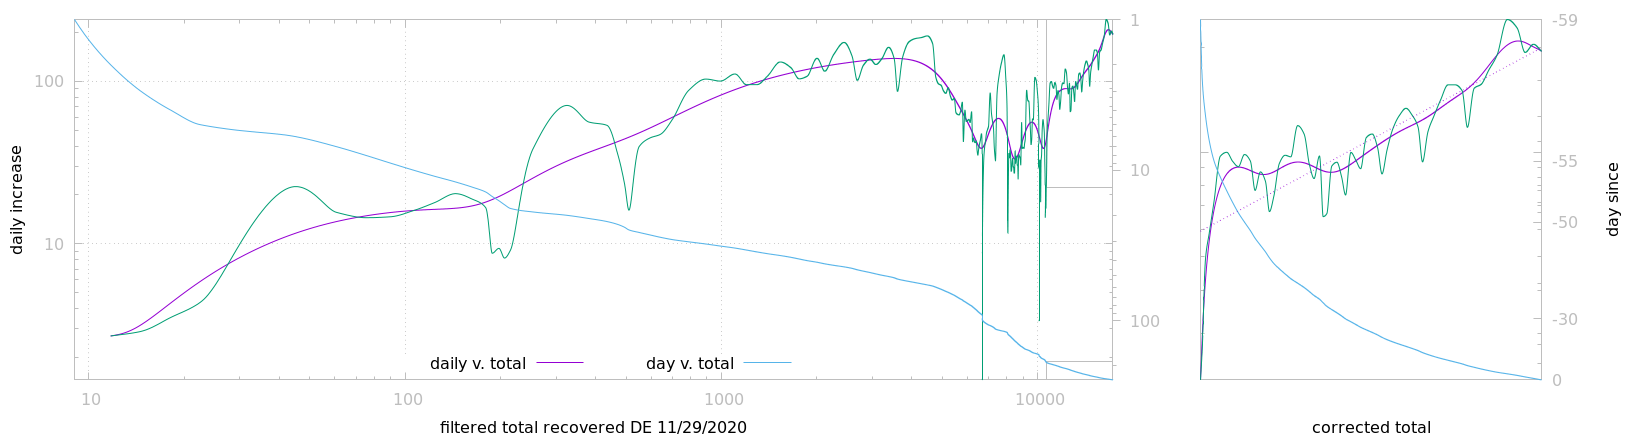 daily increase
100
10
1
10
100
daily v. total
day v. total
10
100
1000
10000
filtered total recovered DE 11/29/2020
-59
-55
-50
-30
0
day since
corrected total